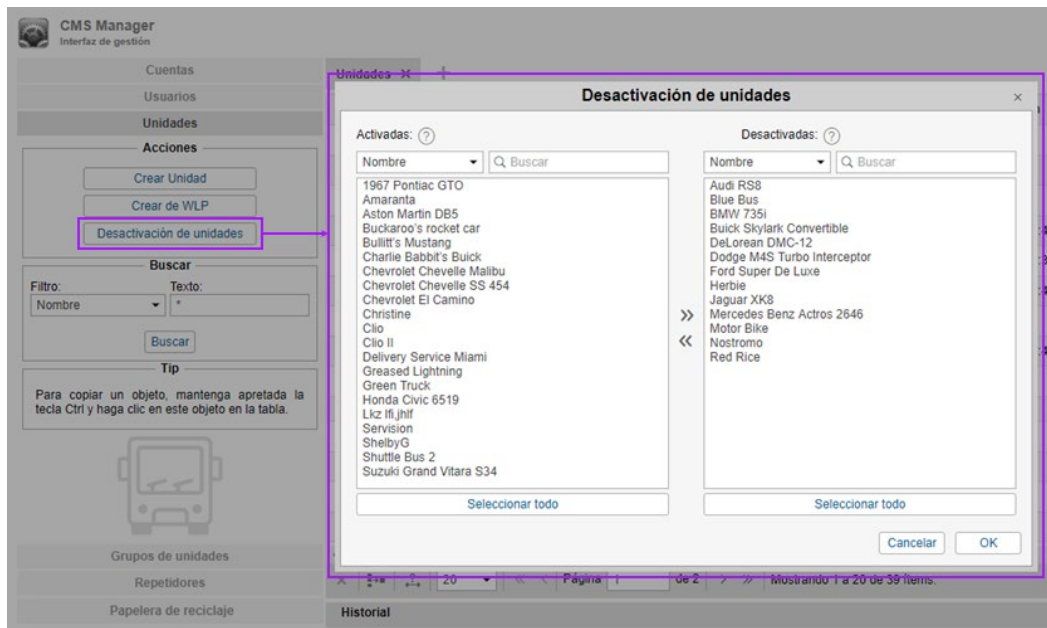 CMS Manager
Interfaz de gestión
Cuentas
Usuarios
Unidades
Acciones
Crear Unidad
Crear de WLP
Desactivación de unidades
Buscar
Filtro: Texto:
Nombre *
Buscar
Tip
Para copiar un objeto, mantenga apretada la
tecla Ctrl y haga clic en este objeto en la tabla.
Grupos de unidades
Repetidores
Papelera de reciclaje
Unidades
Desactivación de unidades
Activadas: ?
Nombre Buscar
1967 Pontiac GTO
Amaranta
Aston Martin DB5
Buckaroo's rocket car
Bullitt's Mustang
Charlie Babbit's Buick
Chevrolet Chevelle Malibu
Chevrolet Chevelle SS 454
Chevrolet El Camino
Christine
Clio
Clio II
Delivery Service Miami
Greased Lightning
Green Truck
Honda Civic 6519
Lkz lfi,jhlf
Servision
ShelbyG
Shuttle Bus 2
Suzuki Grand Vitara S34
Seleccionar todo
Desactivadas: ?
Nombre Buscar
Audi RS8
Blue Bus
BMW 735i
Buick Skylark Convertible
DeLorean DMC-12
Dodge M4S Turbo Interceptor
Ford Super De Luxe
Herbie
Jaguar XK8
Mercedes Benz Actros 2646
Motor Bike
Nostromo
Red Rice
Seleccionar todo
Cancelar OK
20 Página 1 de 2 Mostrando 1 a 20 de 39 ítems.
Historial